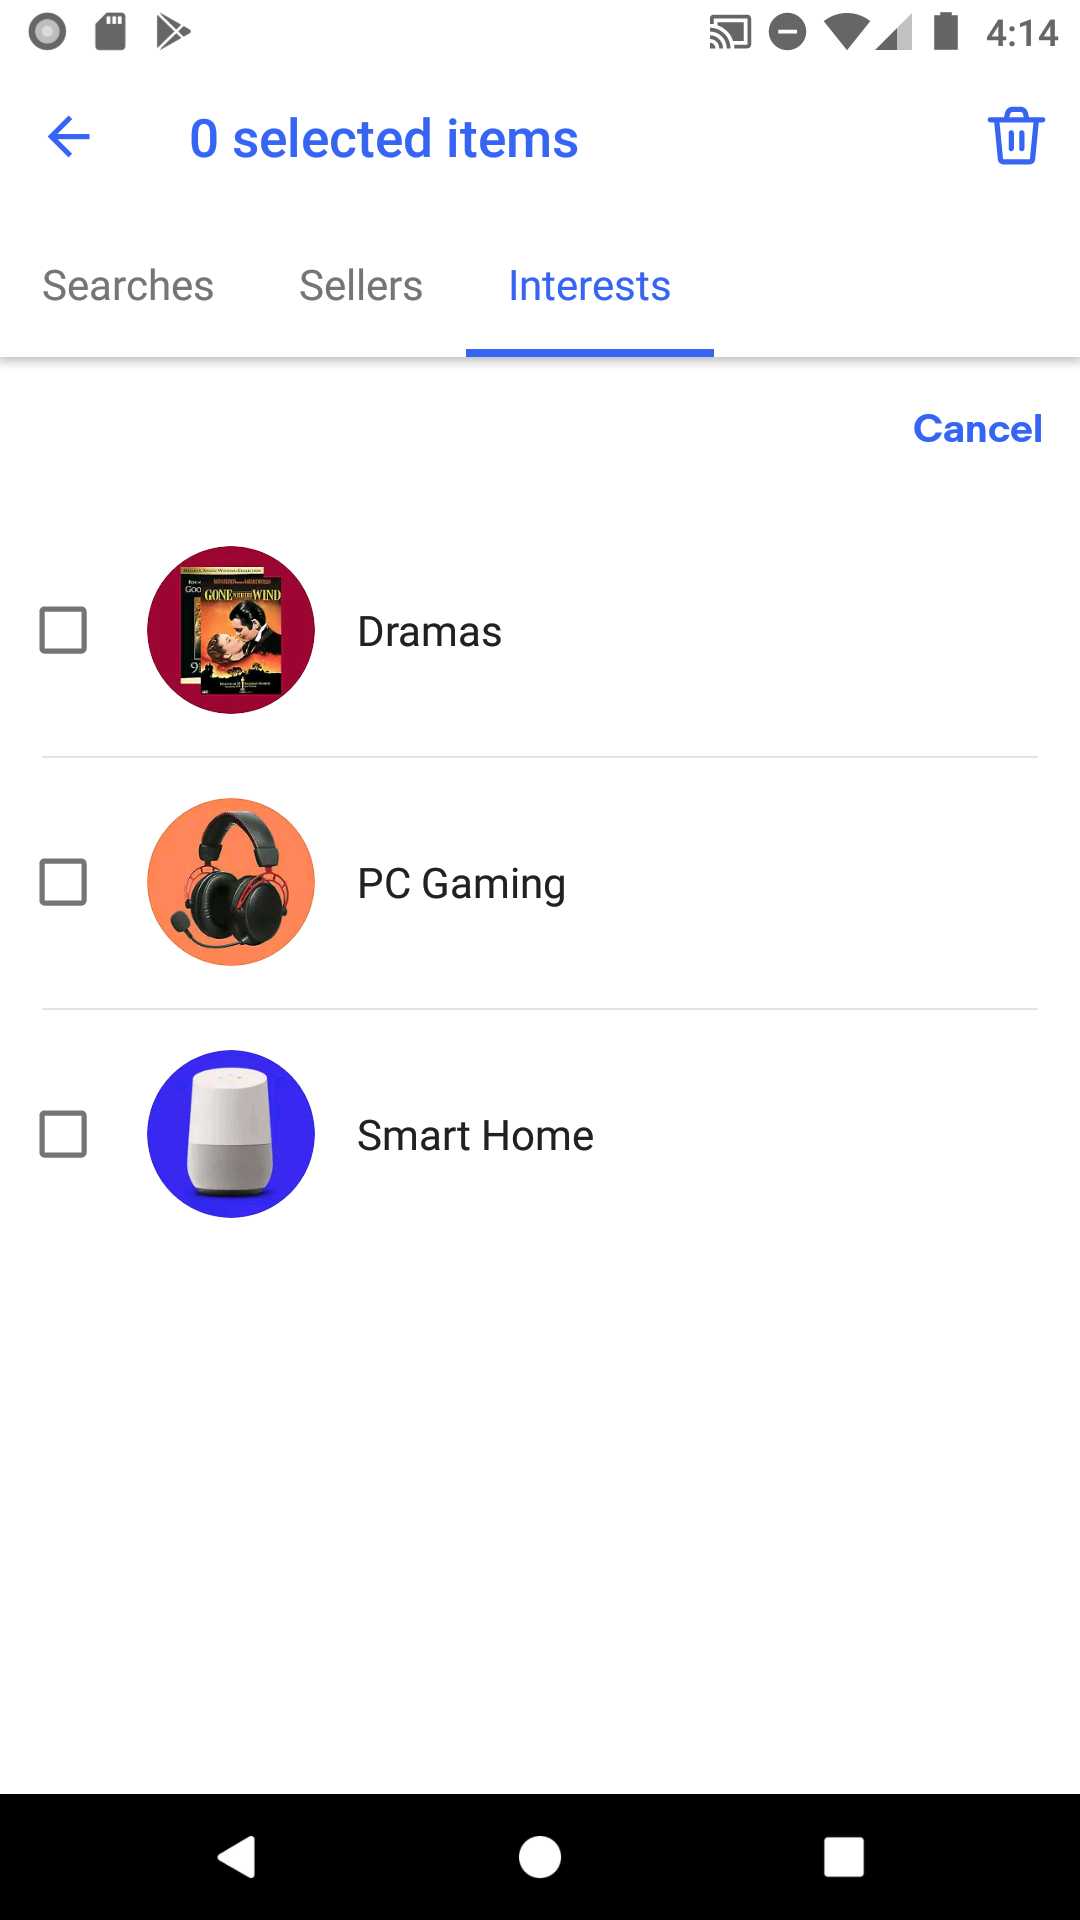 4:14
0 selected items
Searches Sellers Interests
Cancel
GONE WITH THE WIND
Dramas
PC Gaming
Smart Home